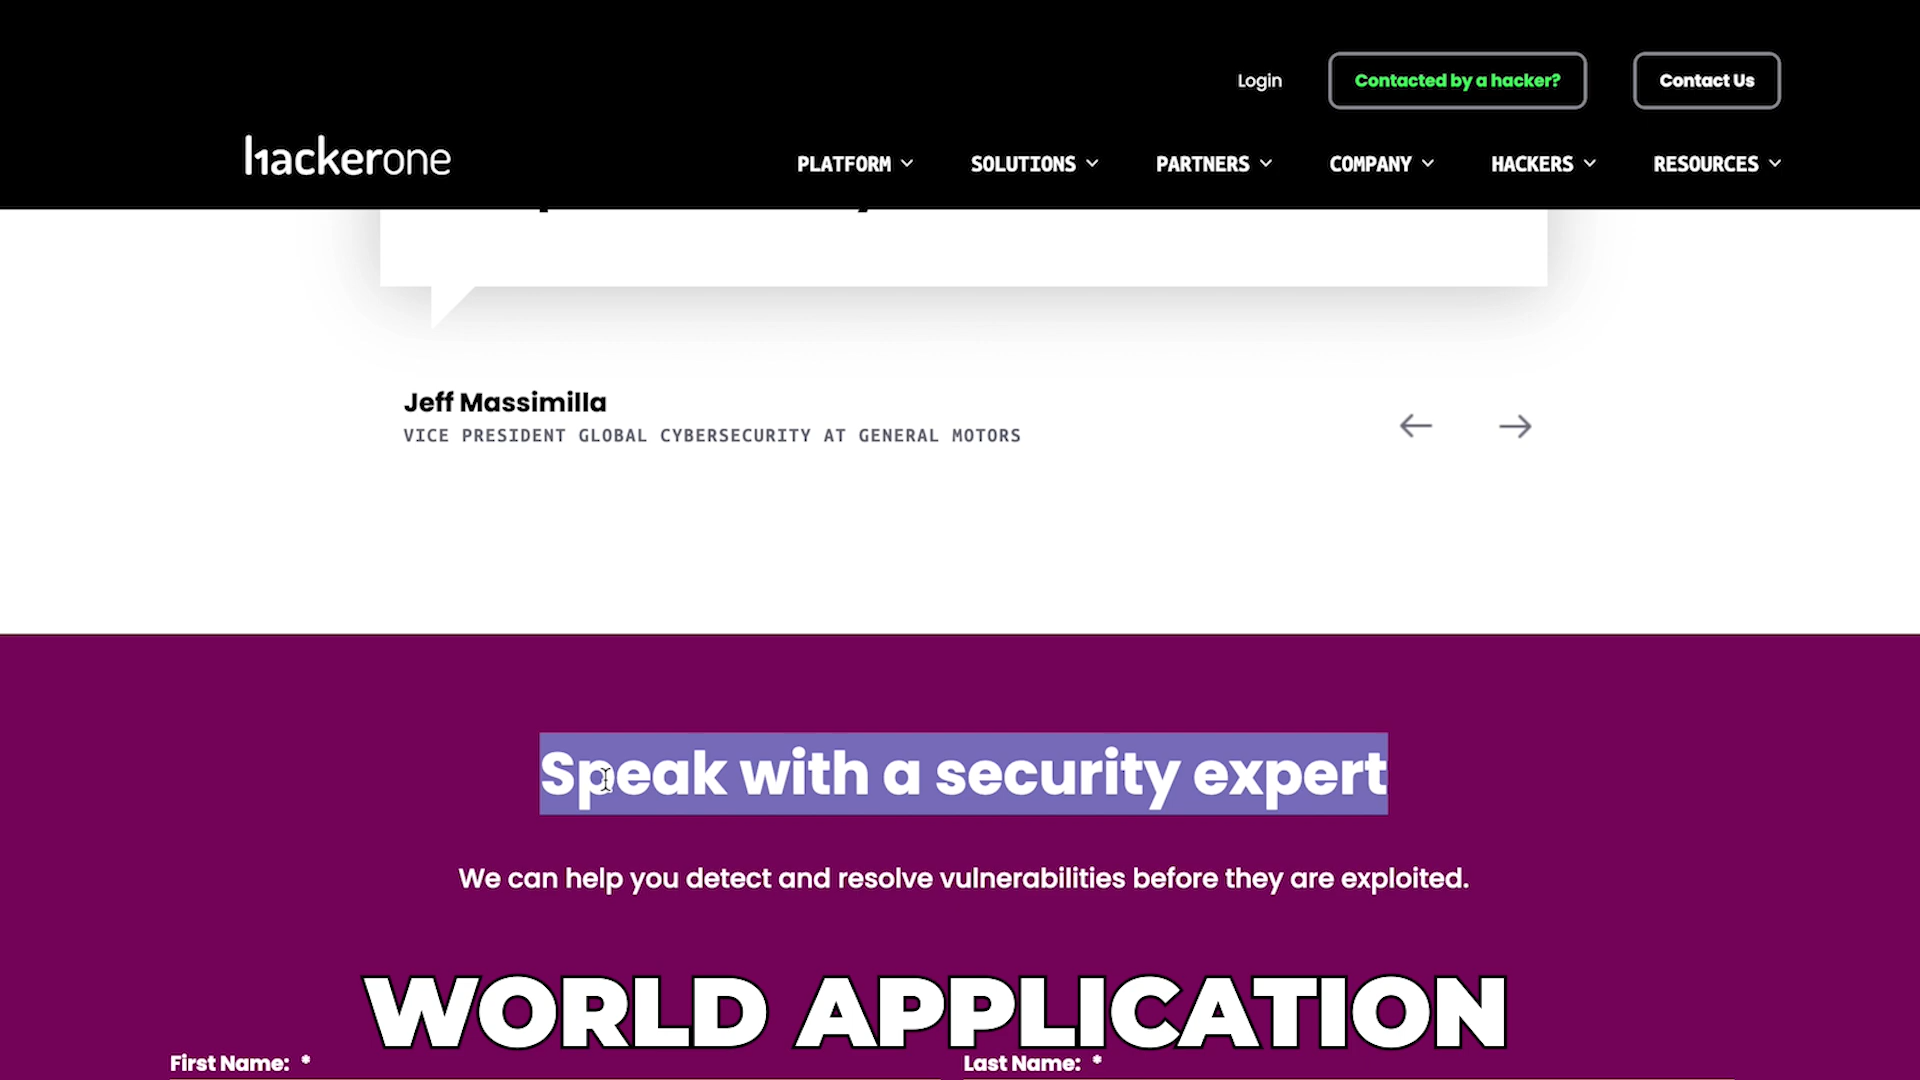 Login
Contacted by a hacker?
Contact Us
hackerone
PLATFORM
SOLUTIONS
PARTNERS
COMPANY
HACKERS
RESOURCES
Jeff Massimilla
VICE PRESIDENT GLOBAL CYBERSECURITY AT GENERAL MOTORS
Speak with a security expert
We can help you detect and resolve vulnerabilities before they are exploited.
WORLD APPLICATION
First Name: *
Last Name: *